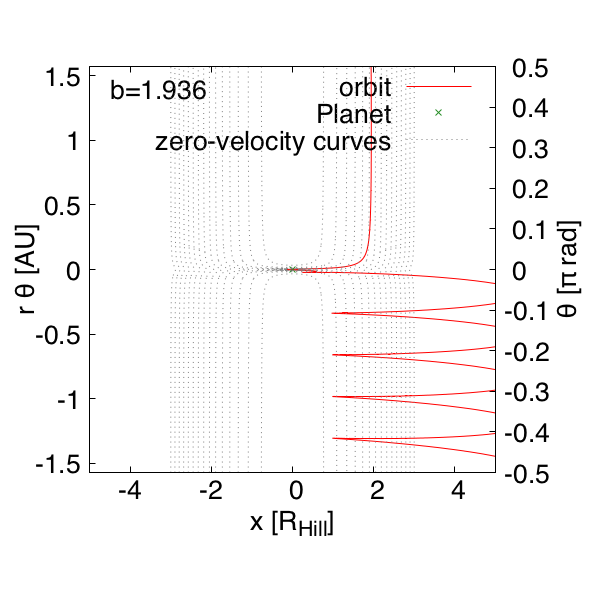 b=1.936
orbit
Planet
zero-velocity curves
r θ [AU]
1.5
1
0.5
0
-0.5
-1
-1.5
0.5
0.4
0.3
0.2
0.1
0
-0.1
-0.2
-0.3
-0.4
-0.5
θ [π rad]
-4 -2 0 2 4
x [R_Hill]